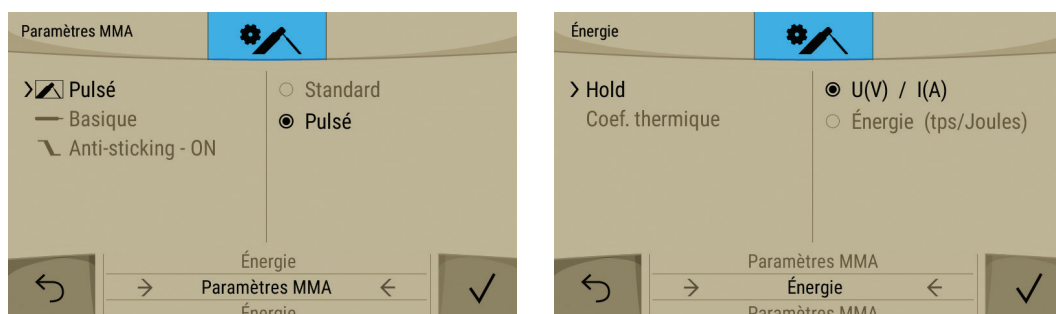 Paramètres MMA
> Pulsé
Basique
Anti-sticking - ON
Standard
Pulsé
Énergie
Paramètres MMA
Énergie
Énergie
> Hold
Coef. thermique
U(V) / I(A)
Énergie (tps/Joules)
Paramètres MMA
Énergie
Paramètres MMA